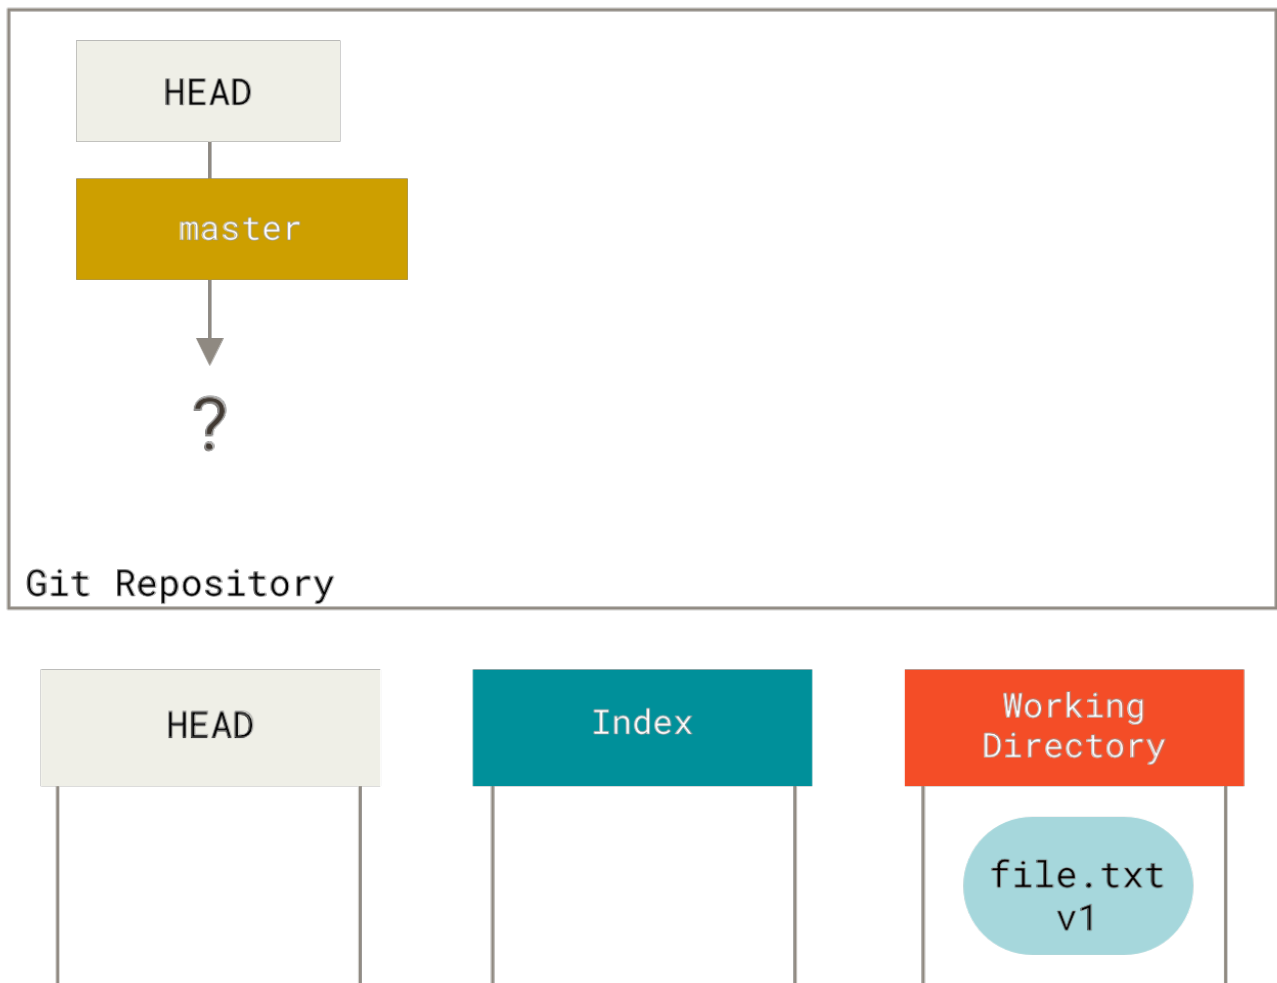 HEAD
master
?
Git Repository
HEAD
Index
Working
Directory
file.txt
v1